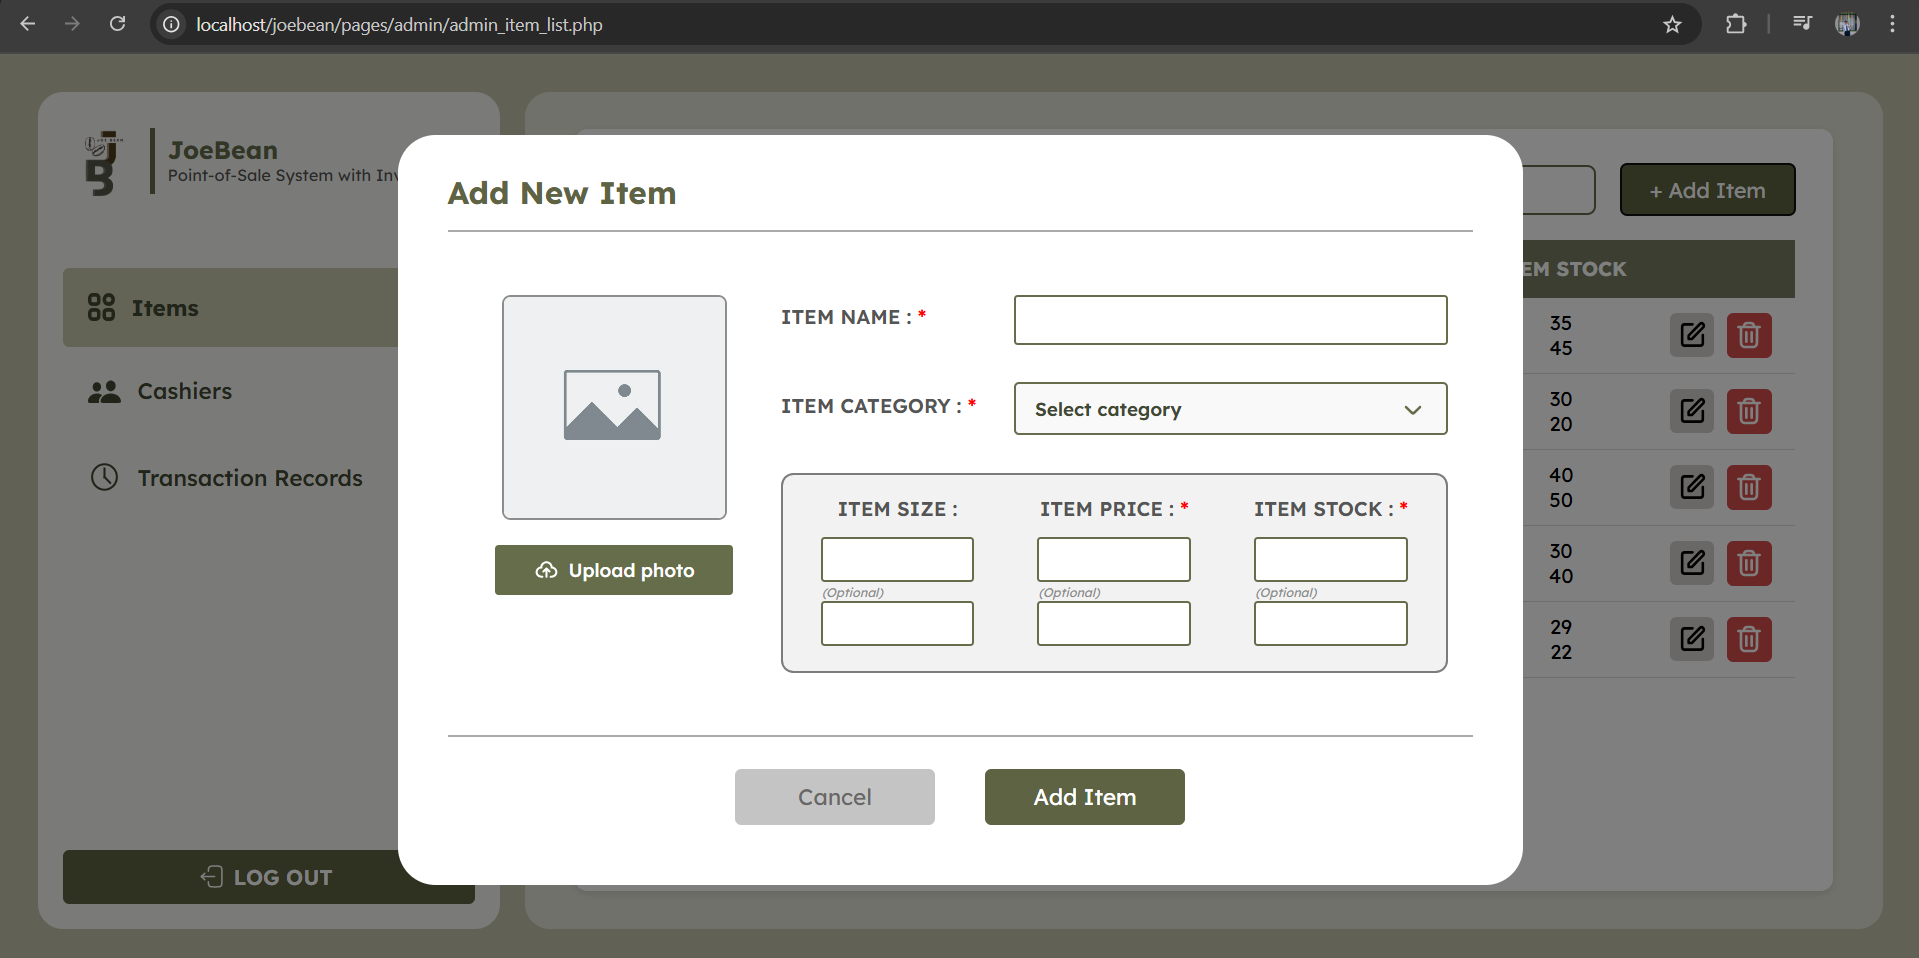 localhost/joebean/pages/admin/admin_item_list.php
JoeBean
Point-of-Sale System with Inv
Items
Cashiers
Transaction Records
LOG OUT
+ Add Item
EM STOCK
35
45
30
20
40
50
30
40
29
22
Add New Item
Upload photo
ITEM NAME : *
ITEM CATEGORY : *
Select category
ITEM SIZE : ITEM PRICE : * ITEM STOCK : *
(Optional) (Optional) (Optional)
Cancel Add Item